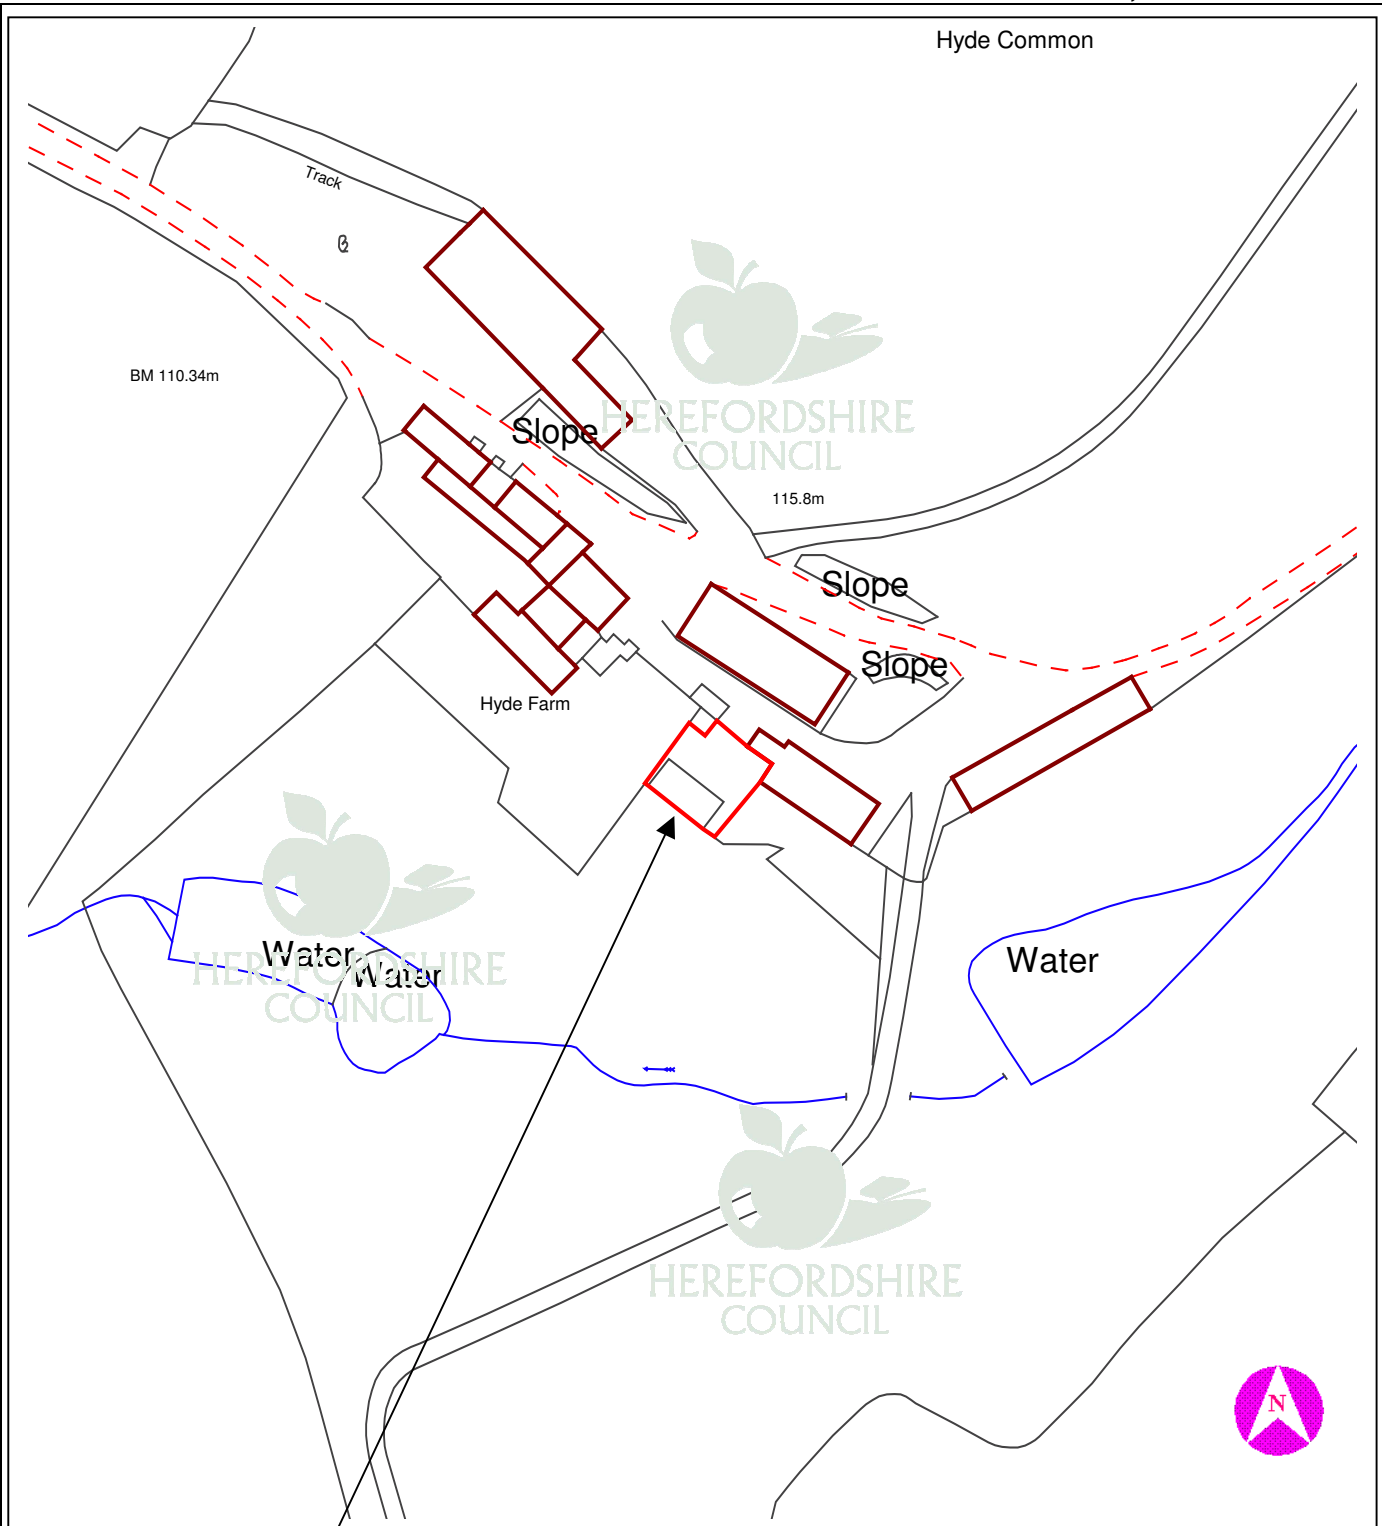 Hyde Common
Track
BM 110.34m
HEREFORDSHIRE
COUNCIL
Slope
115.8m
Slope
Slope
Hyde Farm
Water
Water
HEREFORDSHIRE
COUNCIL
Water
HEREFORDSHIRE
COUNCIL
N